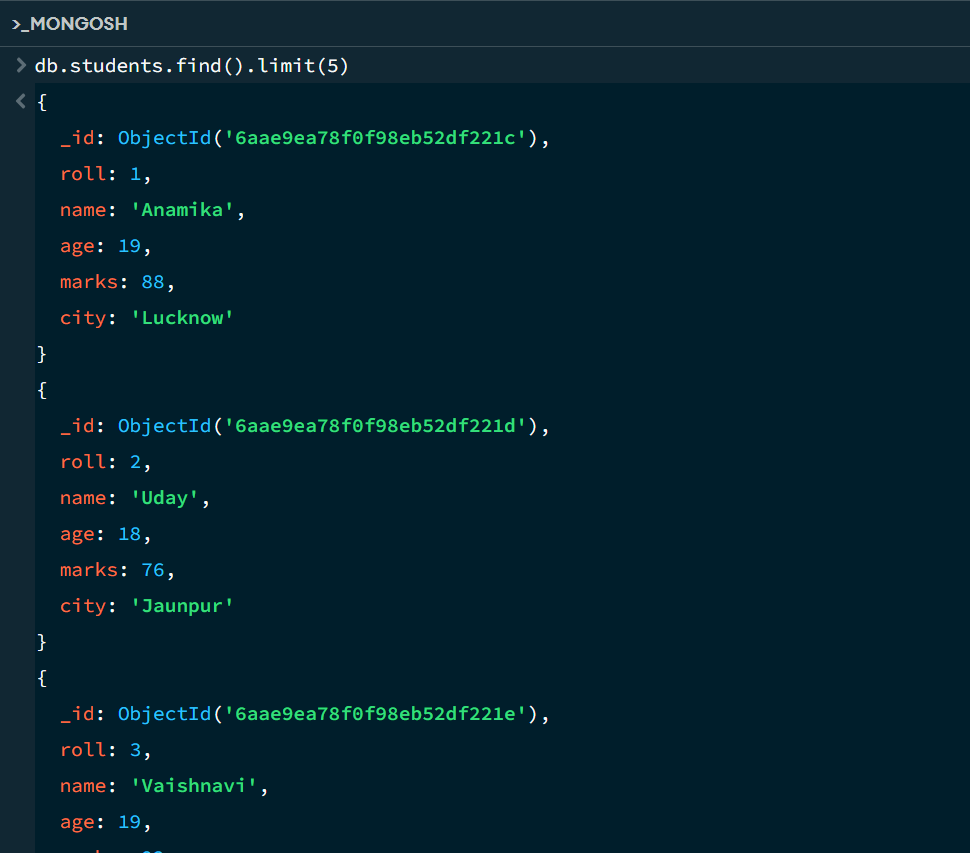 >_MONGOSH
> db.students.find().limit(5)
< {
  _id: ObjectId('6aae9ea78f0f98eb52df221c'),
  roll: 1,
  name: 'Anamika',
  age: 19,
  marks: 88,
  city: 'Lucknow'
}
{
  _id: ObjectId('6aae9ea78f0f98eb52df221d'),
  roll: 2,
  name: 'Uday',
  age: 18,
  marks: 76,
  city: 'Jaunpur'
}
{
  _id: ObjectId('6aae9ea78f0f98eb52df221e'),
  roll: 3,
  name: 'Vaishnavi',
  age: 19,